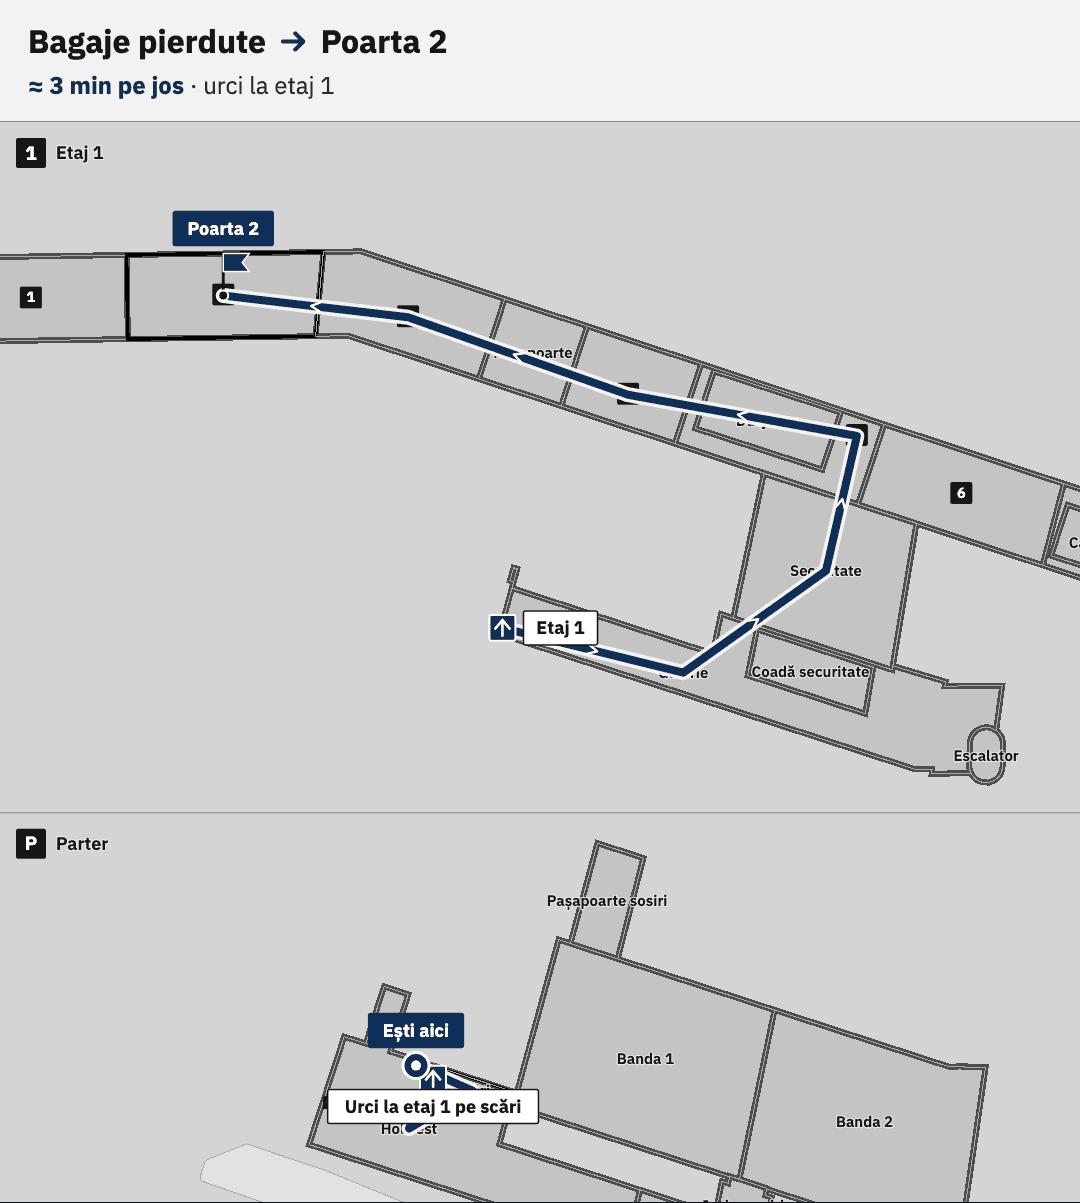 Bagaje pierdute → Poarta 2
≈ 3 min pe jos · urci la etaj 1
1 Etaj 1
Poarta 2
1
6
Etaj 1
Coadă securitate
Escalator
P Parter
Pașapoarte sosiri
Ești aici
Banda 1
Urci la etaj 1 pe scări
Banda 2